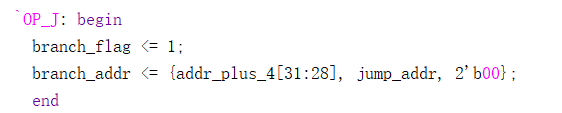 `OP_J: begin
branch_flag <= 1;
branch_addr <= {addr_plus_4[31:28], jump_addr, 2'b00};
end